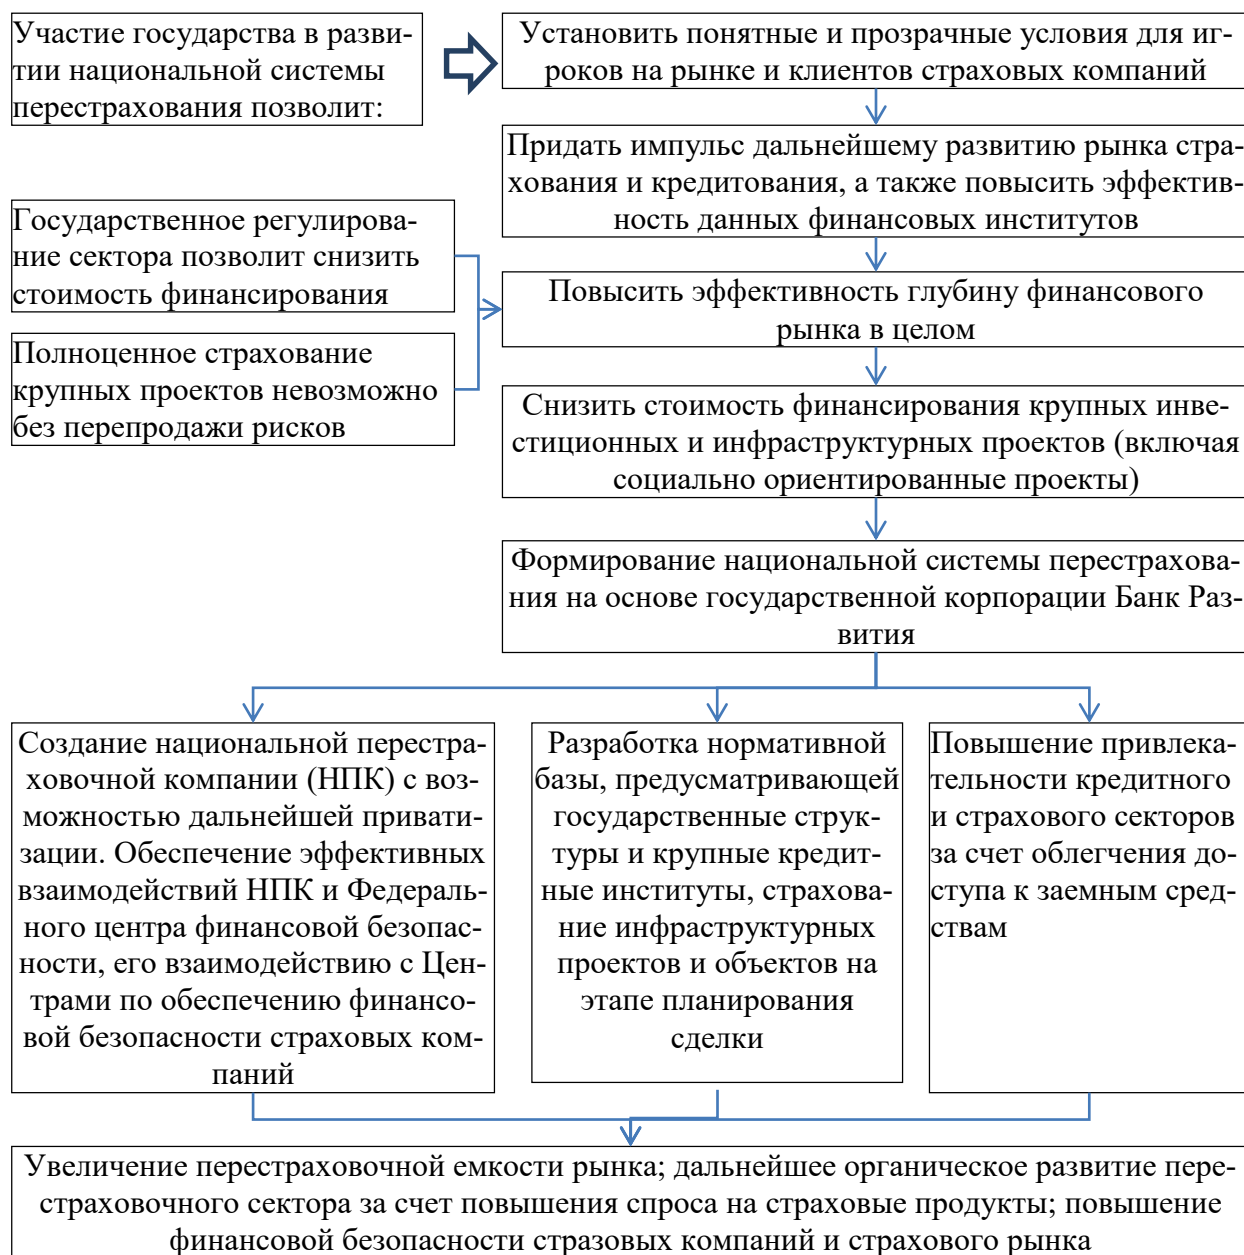 Участие государства в разви-
тии национальной системы
перестрахования позволит:
Установить понятные и прозрачные условия для иг-
роков на рынке и клиентов страховых компаний
Придать импульс дальнейшему развитию рынка стра-
хования и кредитования, а также повысить эффектив-
ность данных финансовых институтов
Государственное регулирова-
ние сектора позволит снизить
стоимость финансирования
Повысить эффективность глубину финансового
рынка в целом
Полноценное страхование
крупных проектов невозможно
без перепродажи рисков
Снизить стоимость финансирования крупных инве-
стиционных и инфраструктурных проектов (включая
социально ориентированные проекты)
Формирование национальной системы перестрахова-
ния на основе государственной корпорации Банк Раз-
вития
Создание национальной перестра-
ховочной компании (НПК) с воз-
можностью дальнейшей привати-
зации. Обеспечение эффективных
взаимодействий НПК и Федераль-
ного центра финансовой безопас-
ности, его взаимодействию с Цен-
трами по обеспечению финансо-
вой безопасности страховых ком-
паний
Разработка нормативной
базы, предусматривающей
государственные струк-
туры и крупные кредит-
ные институты, страхова-
ние инфраструктурных
проектов и объектов на
этапе планирования
сделки
Повышение привлека-
тельности кредитного
и страхового секторов
за счет облегчения до-
ступа к заемным сред-
ствам
Увеличение перестраховочной емкости рынка; дальнейшее органическое развитие пере-
страховочного сектора за счет повышения спроса на страховые продукты; повышение
финансовой безопасности стразовых компаний и страхового рынка